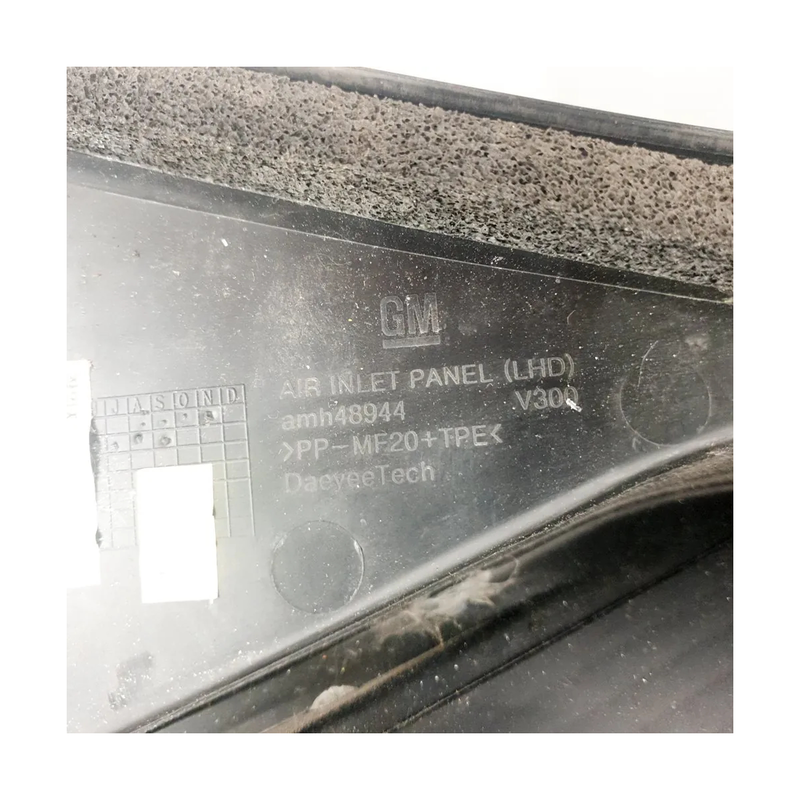 GM
AIR INLET PANEL (LHD)
amh48944 V300
>PP-MF20+TPE<
DaeyeeTech
J A S O N D